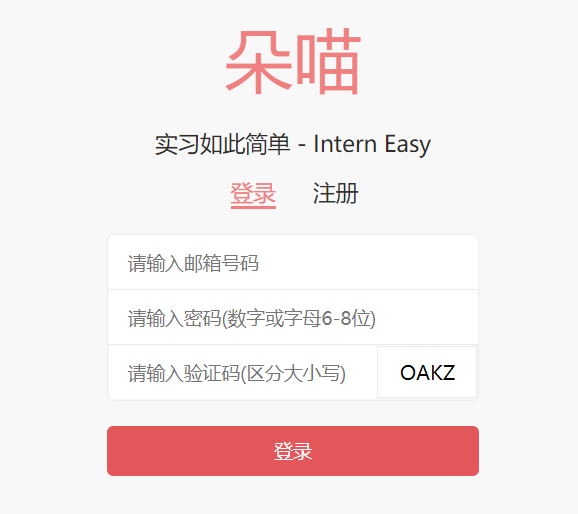 朵喵
实习如此简单 - Intern Easy
登录 注册
请输入邮箱号码
请输入密码(数字或字母6-8位)
请输入验证码(区分大小写) OAKZ
登录